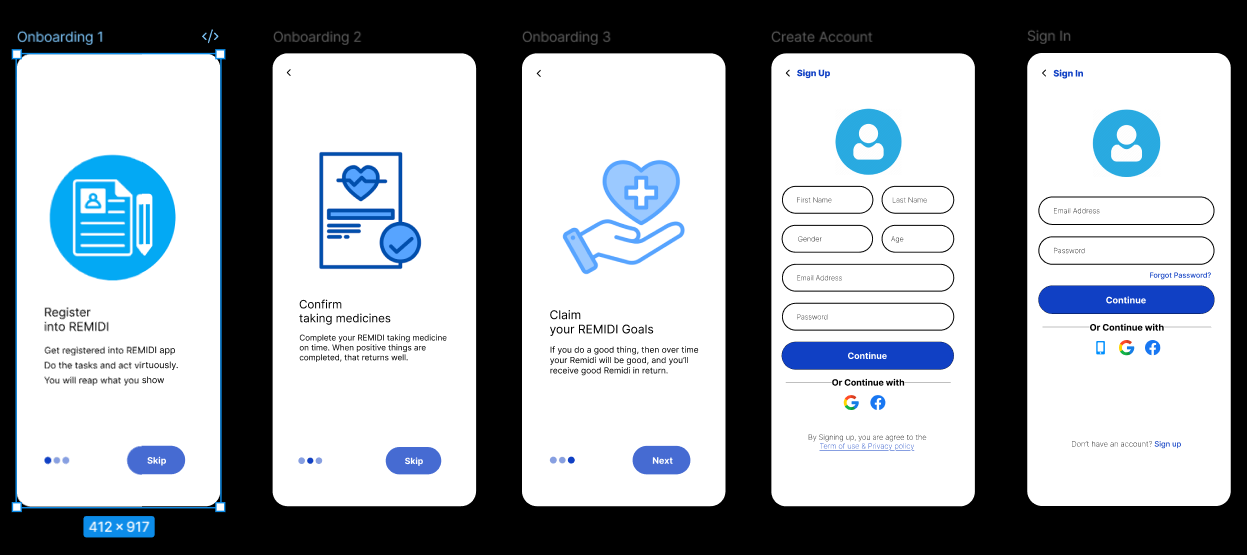 Onboarding 1
</>
Register
into REMIDI
Get registered into REMIDI app
Do the tasks and act virtuously.
You will reap what you show
Skip
412 × 917
Onboarding 2
Confirm
taking medicines
Complete your REMIDI taking medicine
on time. When positive things are
completed, that returns well.
Skip
Onboarding 3
Claim
your REMIDI Goals
If you do a good thing, then over time
your Remidi will be good, and you'll
receive good Remidi in return.
Next
Create Account
Sign Up
First Name
Last Name
Gender
Age
Email Address
Password
Continue
Or Continue with
By Signing up, you are agree to the
Term of use & Privacy policy
Sign In
Sign In
Email Address
Password
Forgot Password?
Continue
Or Continue with
Don't have an account? Sign up